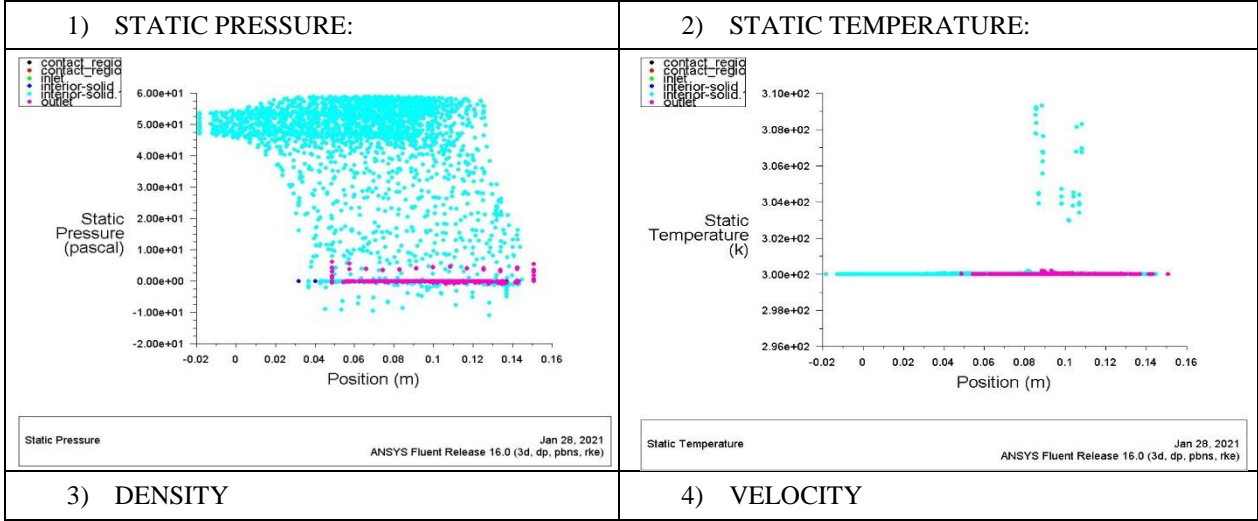 1) STATIC PRESSURE:
2) STATIC TEMPERATURE:
contact_regio
contact_regio
inlet
interior-solid
interior-solid.
outlet
6.00e+01
5.00e+01
4.00e+01
3.00e+01
2.00e+01
1.00e+01
0.00e+00
-1.00e+01
-2.00e+01
Static
Pressure
(pascal)
-0.02 0 0.02 0.04 0.06 0.08 0.1 0.12 0.14 0.16
Position (m)
Static Pressure
Jan 28, 2021
ANSYS Fluent Release 16.0 (3d, dp, pbns, rke)
contact_regio
contact_regio
inlet
interior-solid
interior-solid.
outlet
3.10e+02
3.08e+02
3.06e+02
3.04e+02
3.02e+02
3.00e+02
2.98e+02
2.96e+02
Static
Temperature
(k)
-0.02 0 0.02 0.04 0.06 0.08 0.1 0.12 0.14 0.16
Position (m)
Static Temperature
Jan 28, 2021
ANSYS Fluent Release 16.0 (3d, dp, pbns, rke)
3) DENSITY
4) VELOCITY